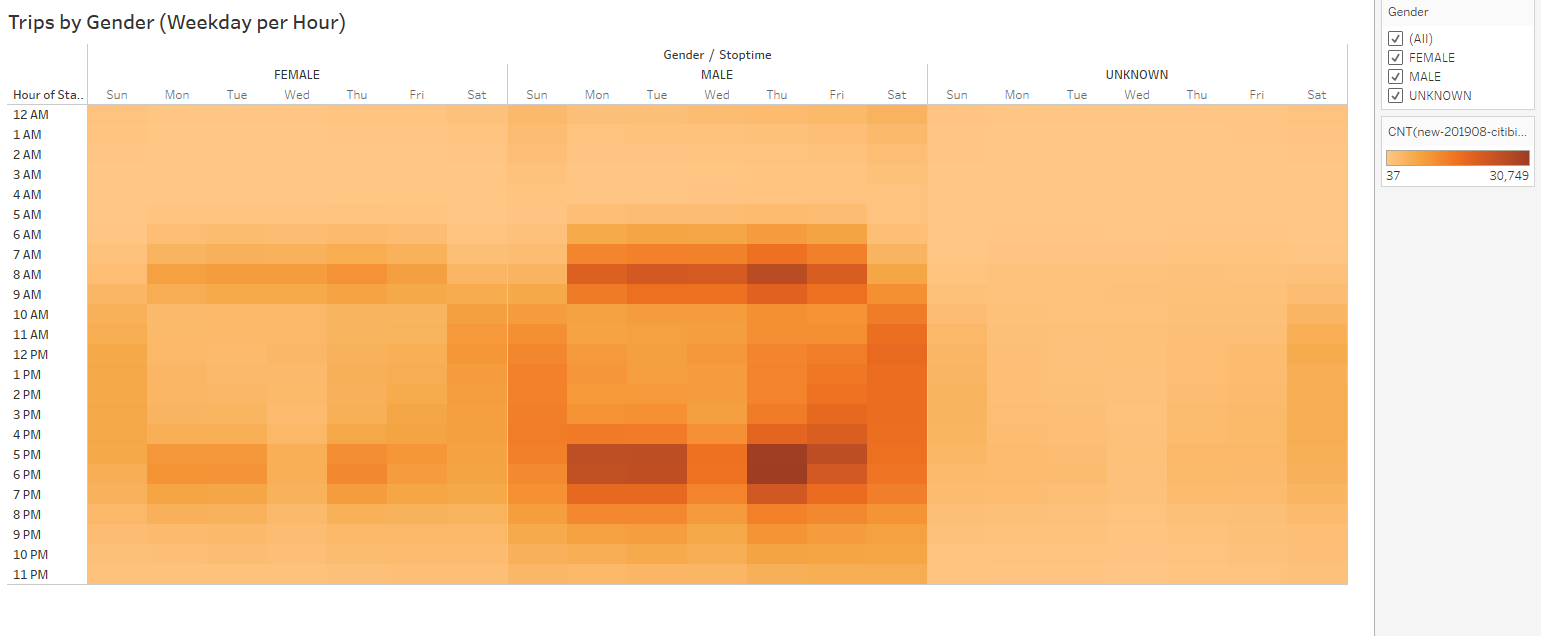 Trips by Gender (Weekday per Hour)
Gender / Stoptime
FEMALE MALE UNKNOWN
Hour of Sta.. Sun Mon Tue Wed Thu Fri Sat Sun Mon Tue Wed Thu Fri Sat Sun Mon Tue Wed Thu Fri Sat
12 AM
1 AM
2 AM
3 AM
4 AM
5 AM
6 AM
7 AM
8 AM
9 AM
10 AM
11 AM
12 PM
1 PM
2 PM
3 PM
4 PM
5 PM
6 PM
7 PM
8 PM
9 PM
10 PM
11 PM
Gender
(All)
FEMALE
MALE
UNKNOWN
CNT(new-201908-citibi...
37 30,749